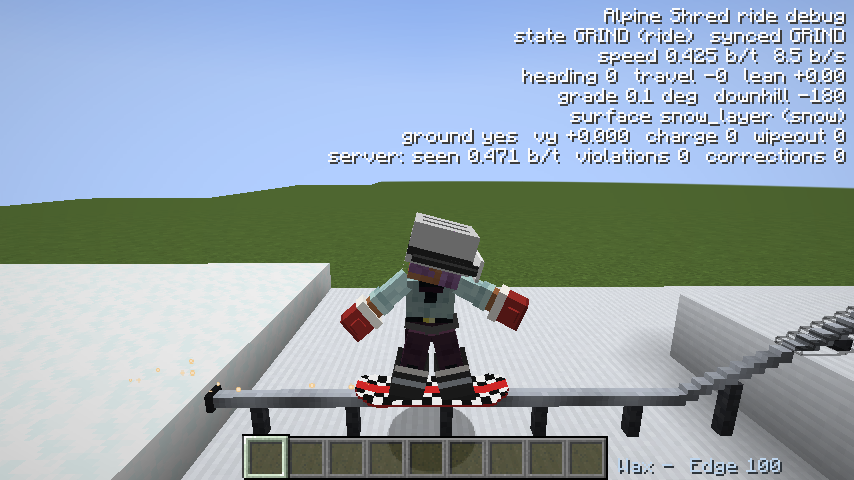 Alpine Shred ride debug
state GRIND (ride) synced GRIND
speed 0.425 b/t 8.5 b/s
heading 0 travel -0 lean +0.00
grade 0.1 deg downhill -180
surface snow_layer (snow)
ground yes vy +0.000 charge 0 wipeout 0
server: seen 0.471 b/t violations 0 corrections 0
Wax - Edge 100